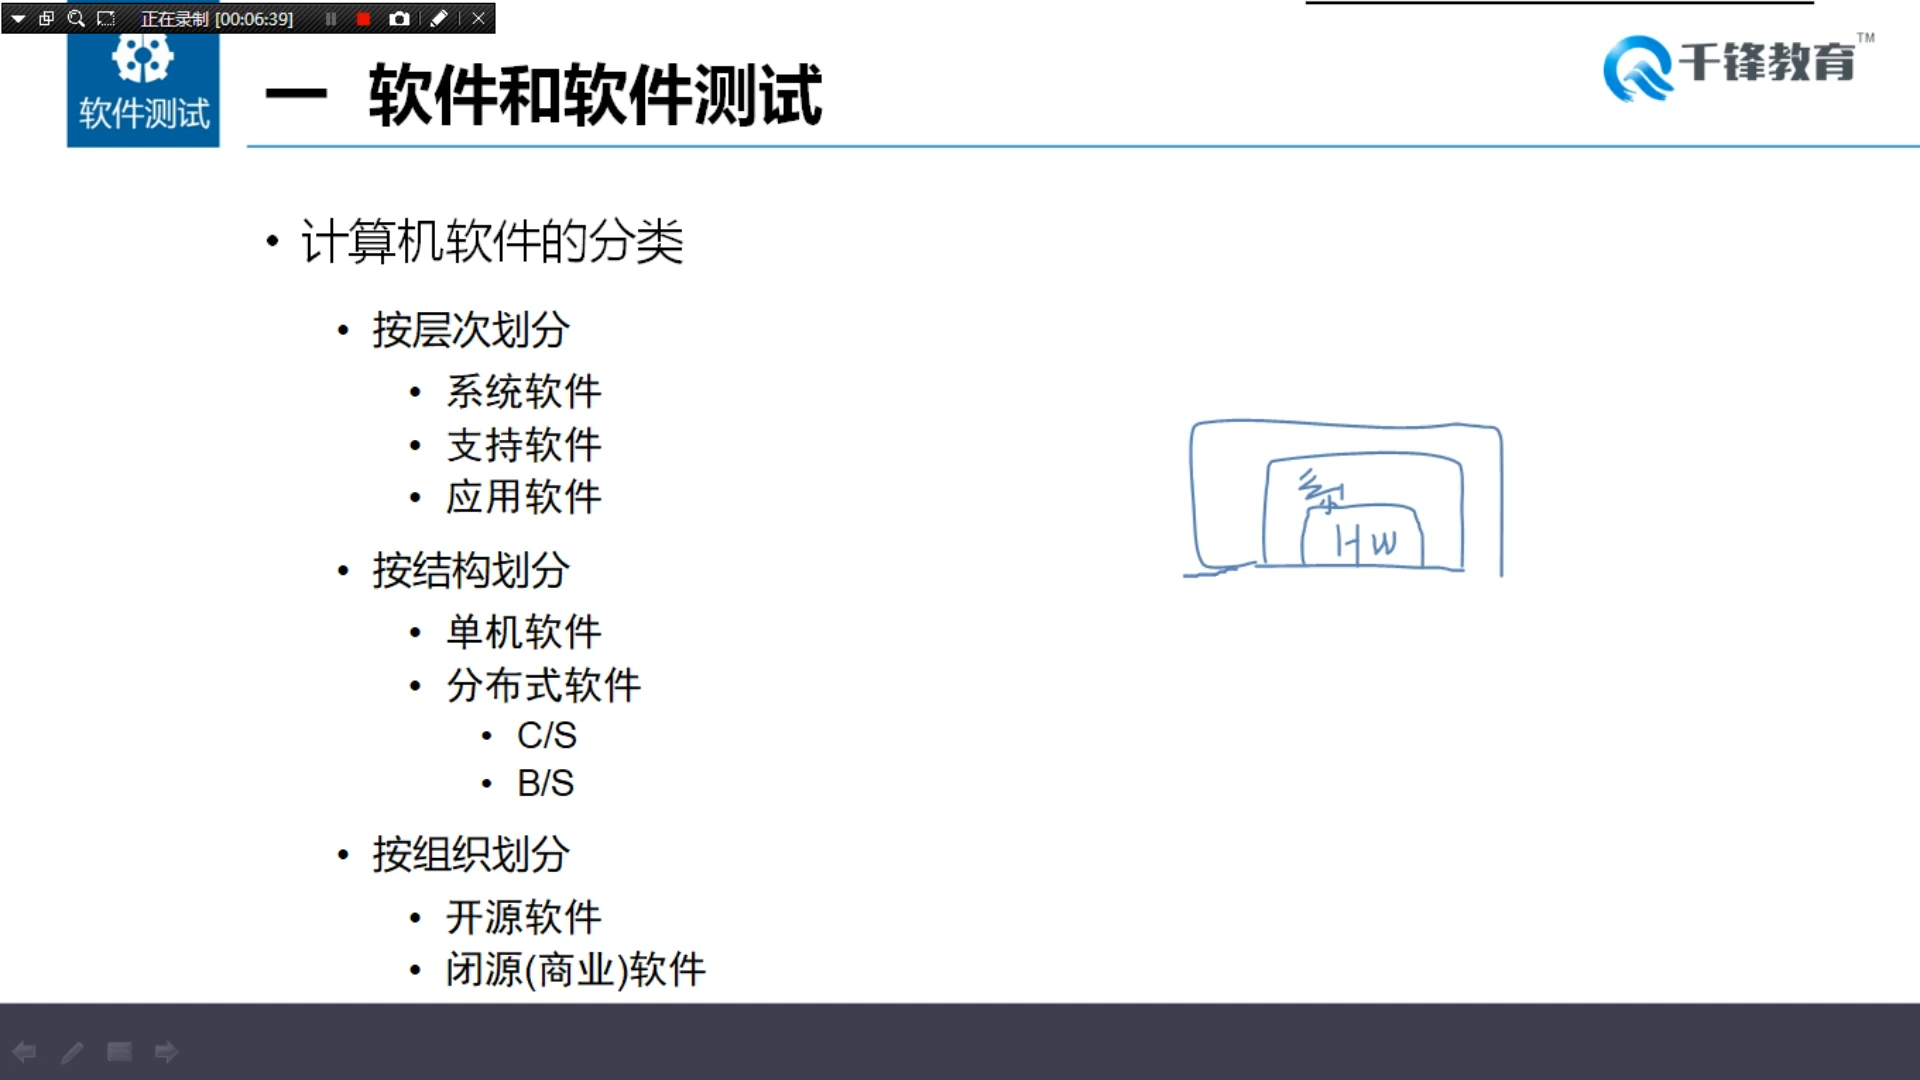 正在录制 [00:06:39]
软件测试
一 软件和软件测试
千锋教育™
• 计算机软件的分类
• 按层次划分
• 系统软件
• 支持软件
• 应用软件
系
HW
• 按结构划分
• 单机软件
• 分布式软件
• C/S
• B/S
• 按组织划分
• 开源软件
• 闭源(商业)软件